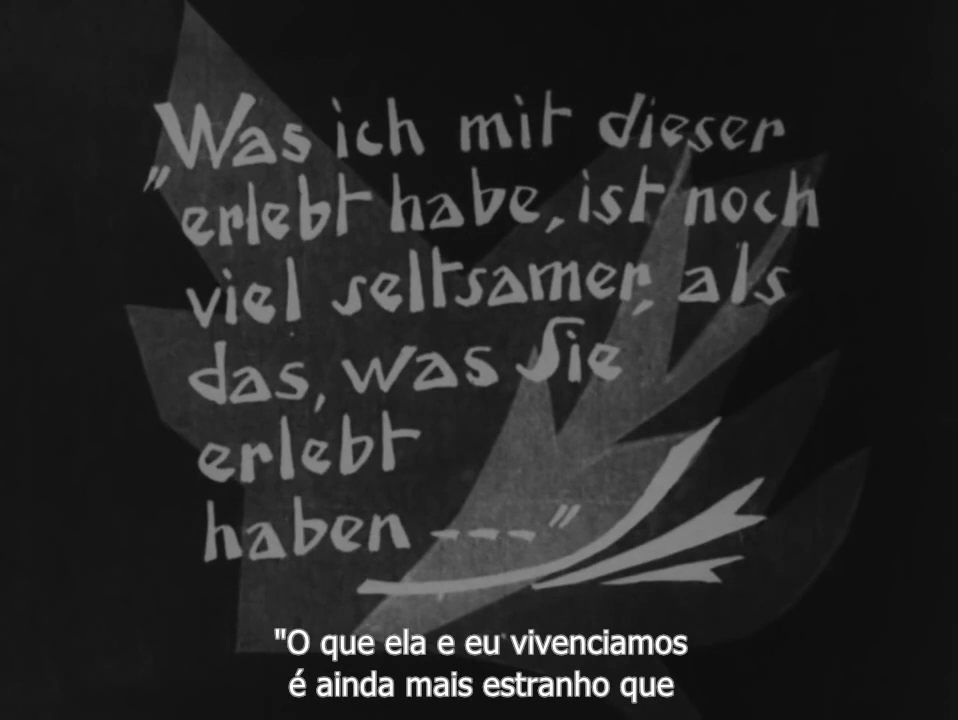 „Was ich mit dieser
erlebt habe, ist noch
viel seltsamer, als
das, was Sie
erlebt
haben ---"
"O que ela e eu vivenciamos
é ainda mais estranho que